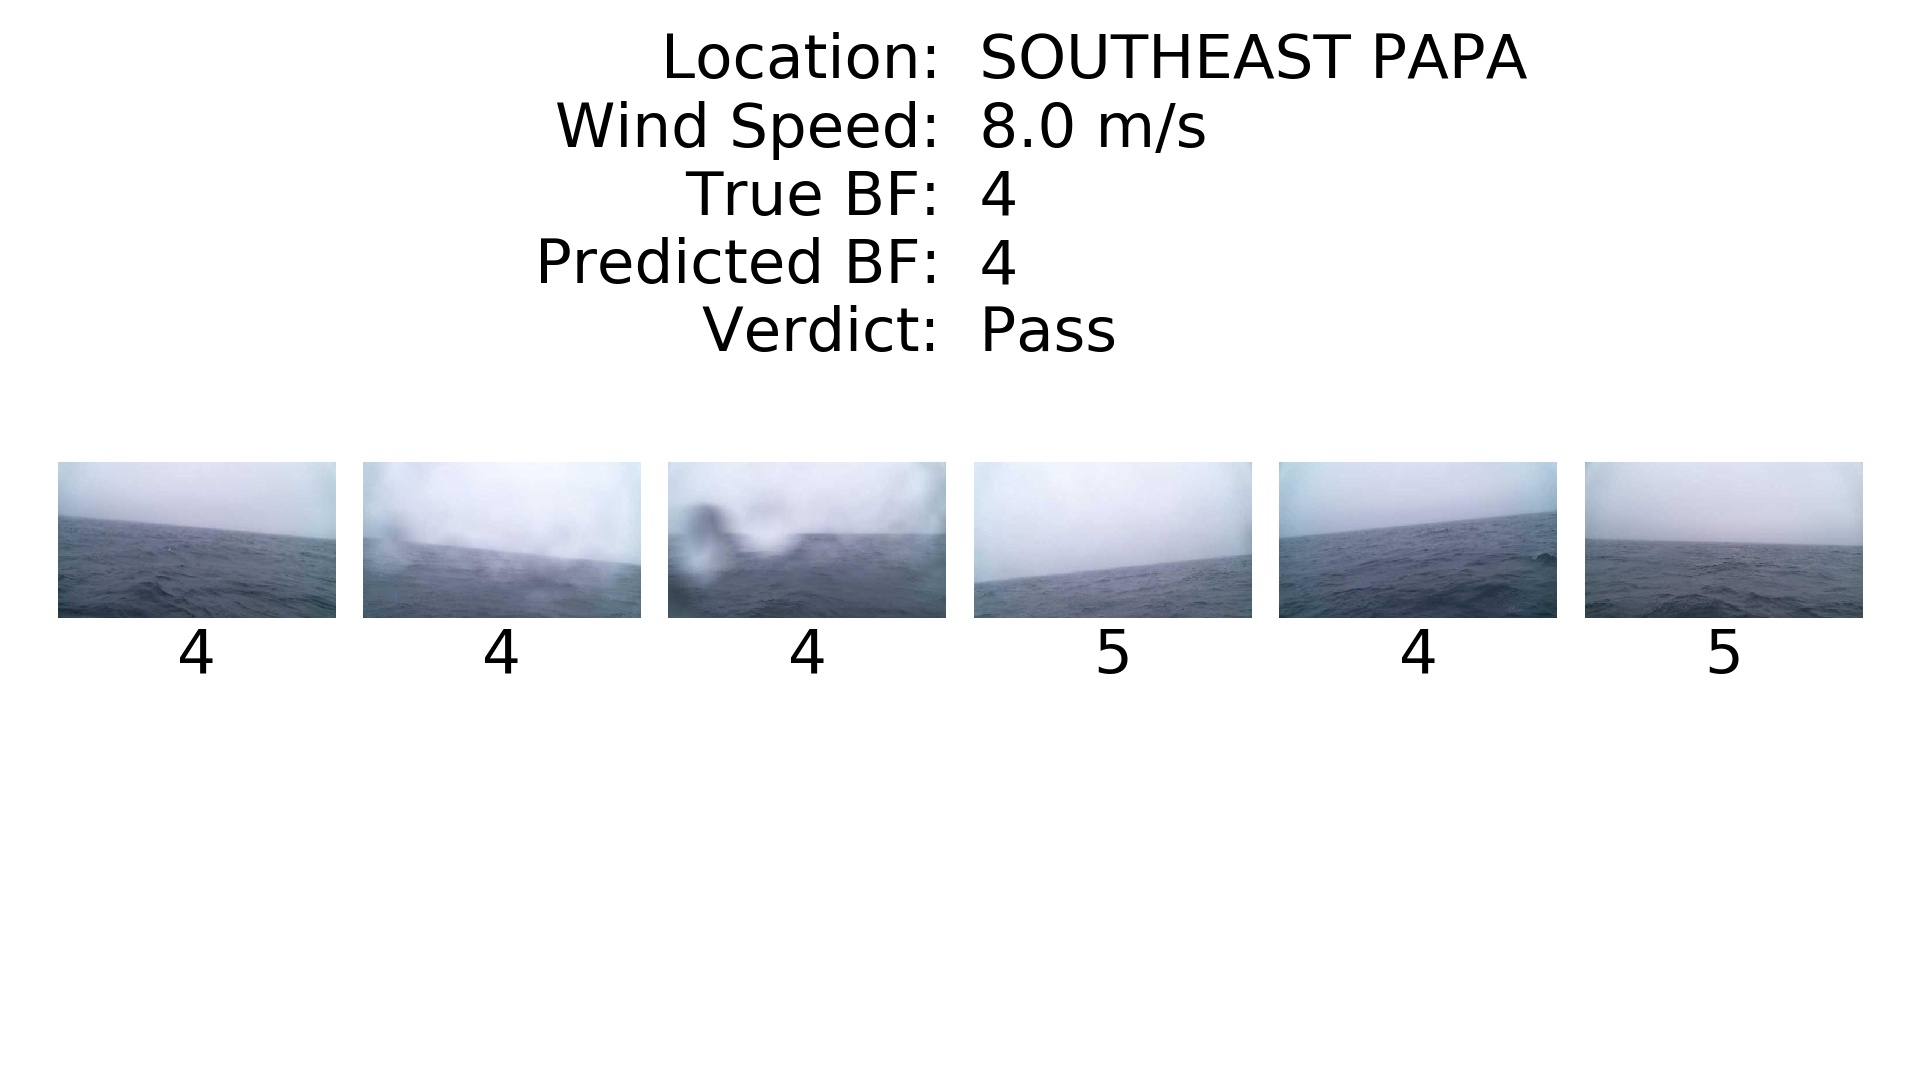 Location: SOUTHEAST PAPA
Wind Speed: 8.0 m/s
True BF: 4
Predicted BF: 4
Verdict: Pass
4 4 4 5 4 5